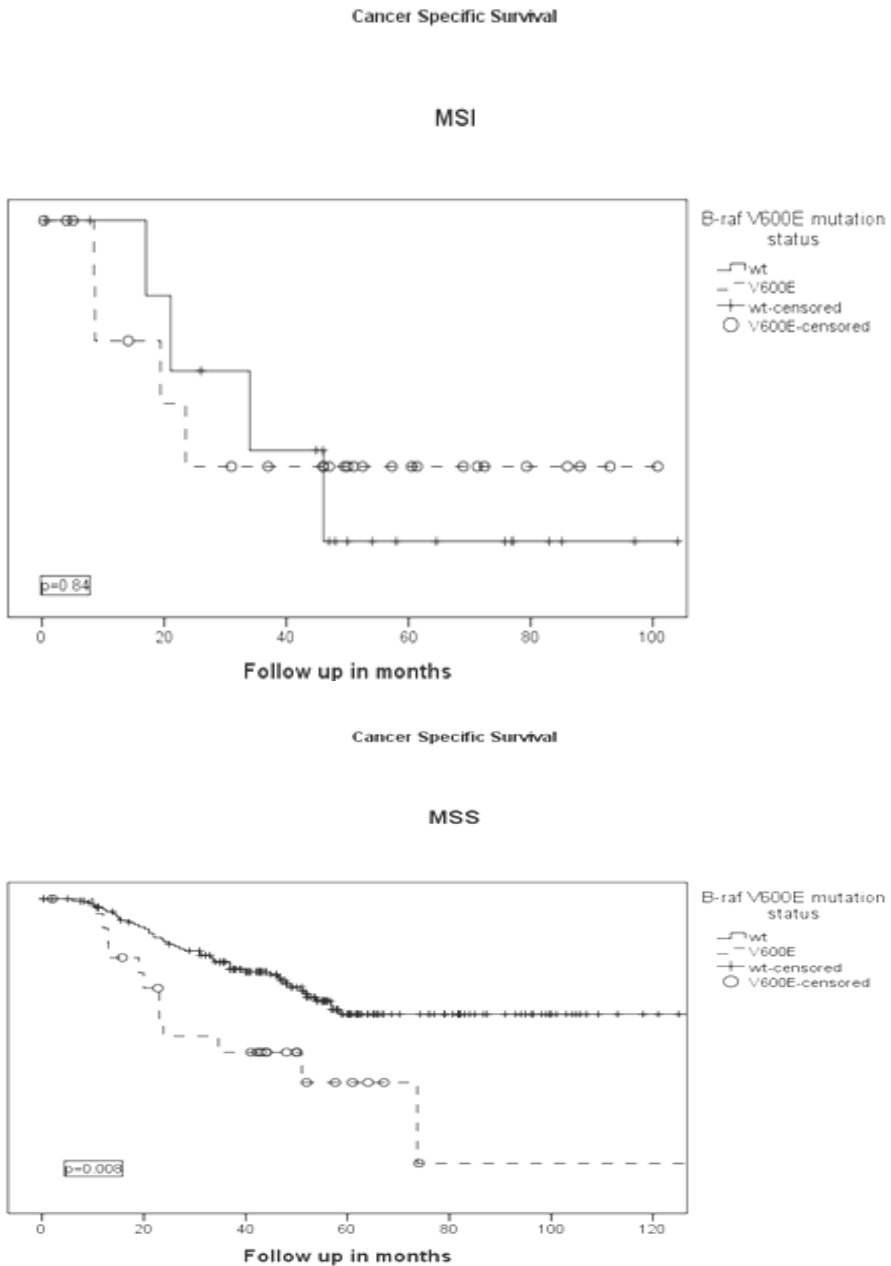 Cancer Specific Survival
MSI
B-raf V600E mutation
status
wt
V600E
wt-censored
V600E-censored
p=0.84
0 20 40 60 80 100
Follow up in months
Cancer Specific Survival
MSS
B-raf V600E mutation
status
wt
V600E
wt-censored
V600E-censored
p=0.008
0 20 40 60 80 100 120
Follow up in months